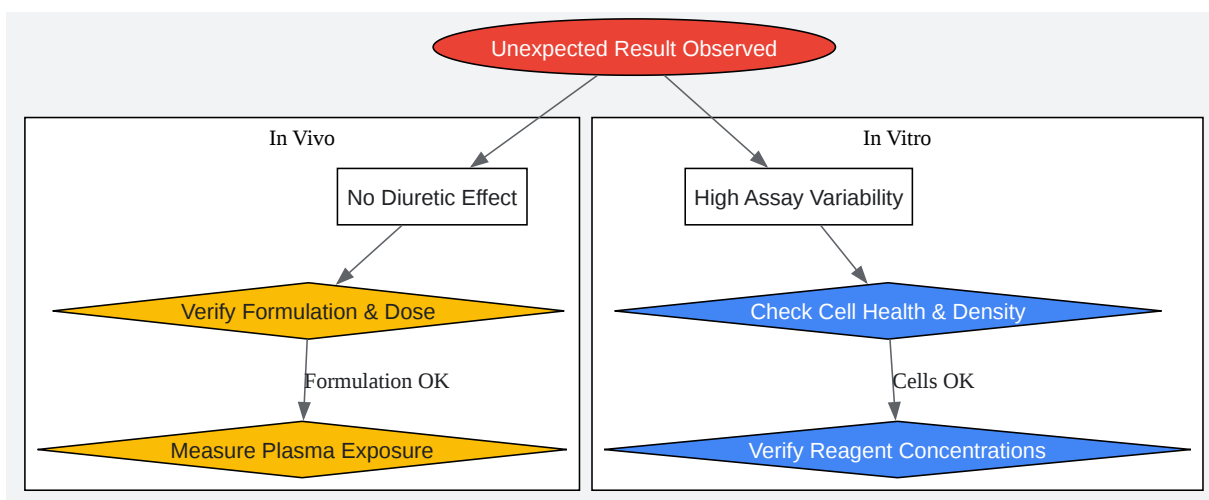 Unexpected Result Observed
In Vivo
No Diuretic Effect
Verify Formulation & Dose
Formulation OK
Measure Plasma Exposure
In Vitro
High Assay Variability
Check Cell Health & Density
Cells OK
Verify Reagent Concentrations